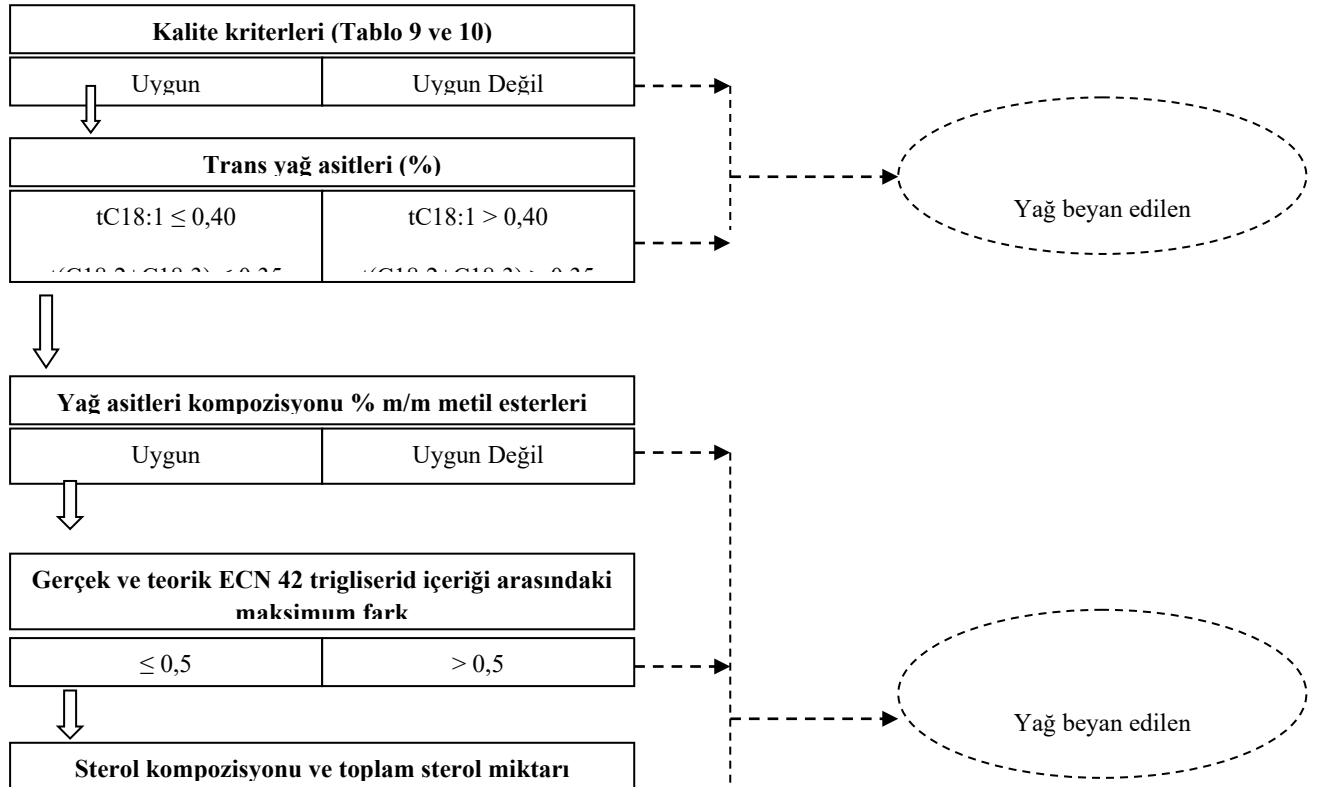 Kalite kriterleri (Tablo 9 ve 10)
Uygun
Uygun Değil
Trans yağ asitleri (%)
tC18:1 ≤ 0,40
tC18:1 > 0,40
Yağ beyan edilen
Yağ asitleri kompozisyonu % m/m metil esterleri
Uygun
Uygun Değil
Gerçek ve teorik ECN 42 trigliserid içeriği arasındaki
maksimum fark
≤ 0,5
> 0,5
Yağ beyan edilen
Sterol kompozisyonu ve toplam sterol miktarı